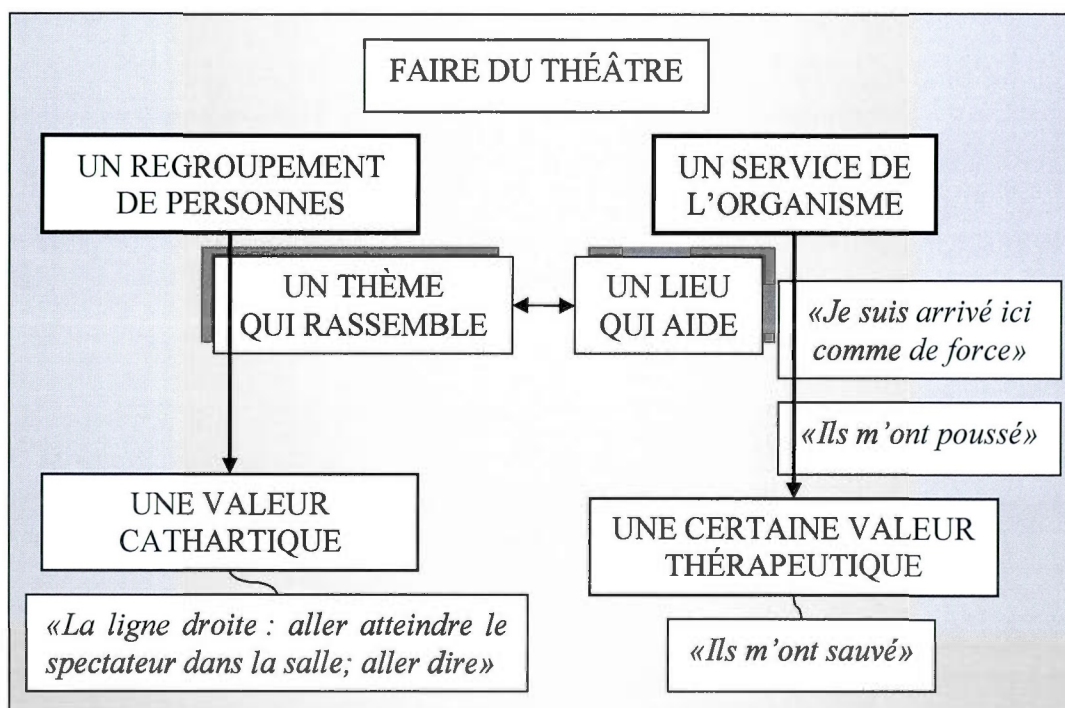 FAIRE DU THÉÂTRE
UN REGROUPEMENT
DE PERSONNES
UN SERVICE DE
L’ORGANISME
UN THÈME
QUI RASSEMBLE
UN LIEU
QUI AIDE
«Je suis arrivé ici
comme de force»
«Ils m’ont poussé»
UNE VALEUR
CATHARTIQUE
UNE CERTAINE VALEUR
THÉRAPEUTIQUE
«La ligne droite : aller atteindre le
spectateur dans la salle; aller dire»
«Ils m’ont sauvé»